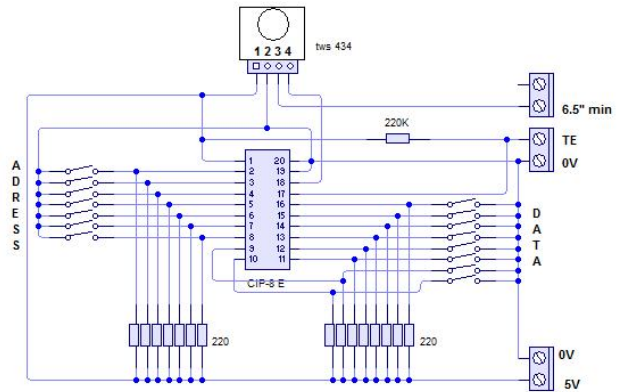 1 2 3 4
tws 434
6.5" min
220K
TE
0V
A
D
R
E
S
S
1 20
2 19
3 18
4 17
5 16
6 15
7 14
8 13
9 12
10 11
D
A
T
A
CIP-8 E
220
220
0V
5V